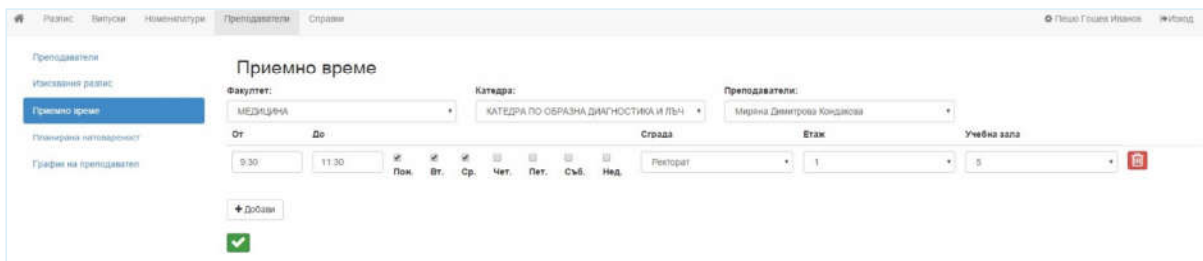 Разпис Випуски Номенклатури Преподаватели Справки Пешо Гошев Иванов Изход
Преподаватели
Изисквания разпис
Приемно време
Планирана натовареност
График на преподавател
Приемно време
Факултет: Катедра: Преподаватели:
МЕДИЦИНА КАТЕДРА ПО ОБРАЗНА ДИАГНОСТИКА И ЛЪЧ Миряна Димитрова Кондакова
От До Сграда Етаж Учебна зала
9:30 11:30 Пон. Вт. Ср. Чет. Пет. Съб. Нед. Ректорат 1 5
+ Добави